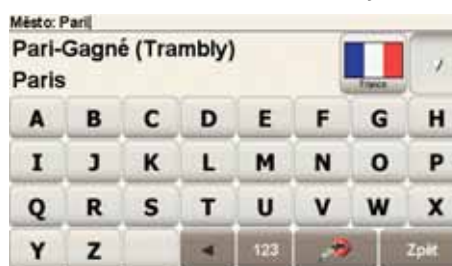 Město: Pari
Pari-Gagné (Trambly)
Paris
France
/
A B C D E F G H
I J K L M N O P
Q R S T U V W X
Y Z ◄ 123 Zpět